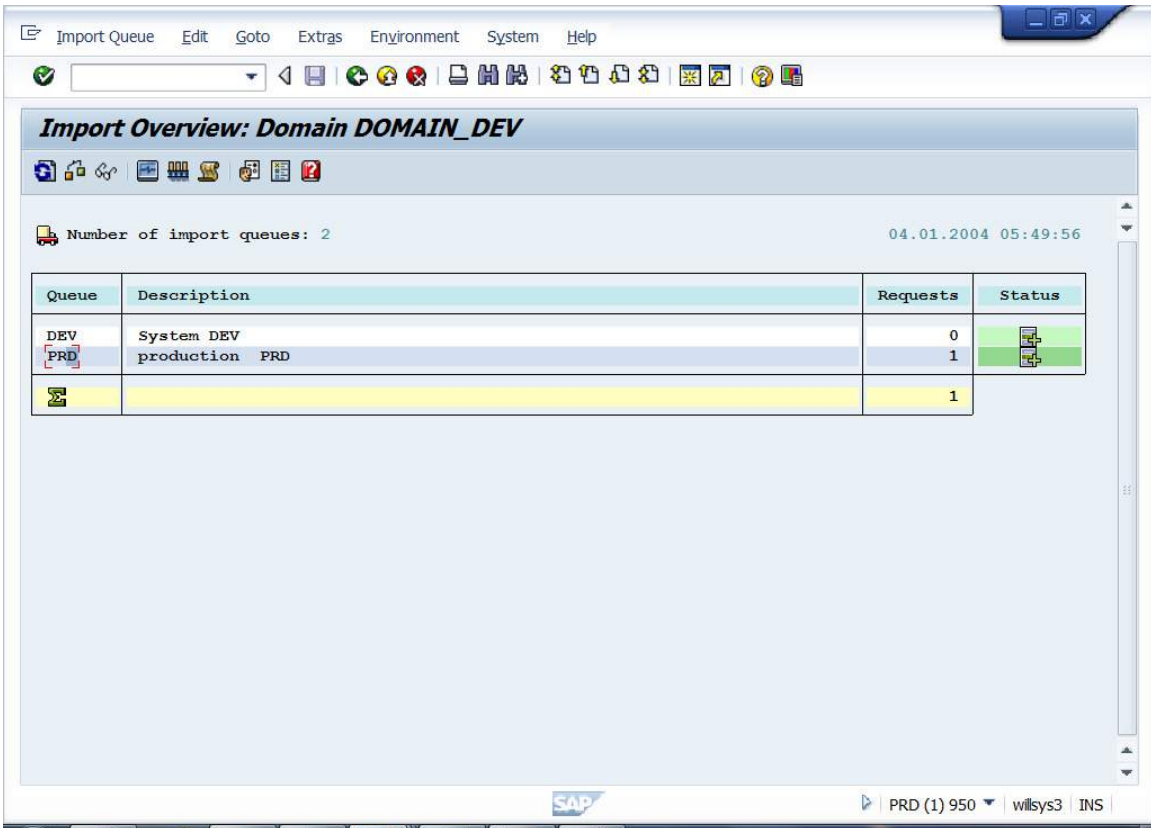 Import Queue Edit Goto Extras Environment System Help
Import Overview: Domain DOMAIN_DEV
Number of import queues: 2 04.01.2004 05:49:56
Queue Description Requests Status
DEV System DEV 0
PRD production PRD 1
1
SAP PRD (1) 950 willsys3 INS